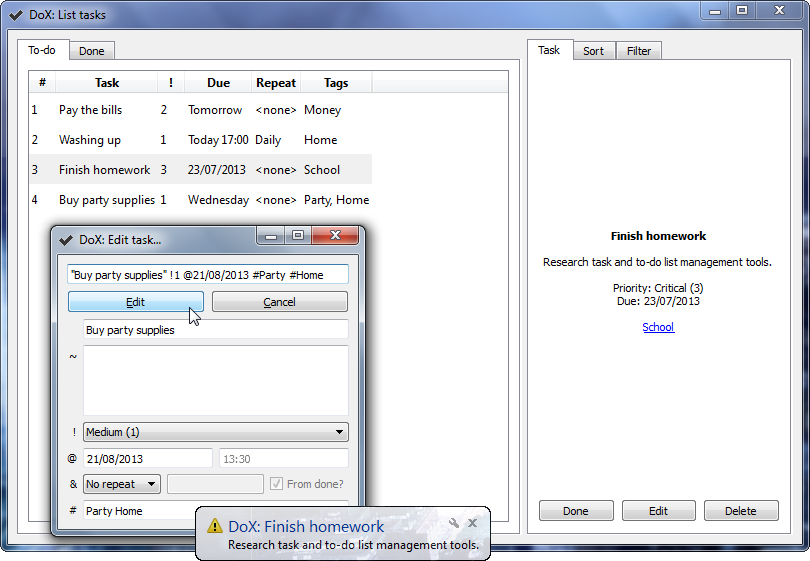 DoX: List tasks
To-do Done
# Task ! Due Repeat Tags
1 Pay the bills 2 Tomorrow <none> Money
2 Washing up 1 Today 17:00 Daily Home
3 Finish homework 3 23/07/2013 <none> School
4 Buy party supplies 1 Wednesday <none> Party, Home
DoX: Edit task...
"Buy party supplies" !1 @21/08/2013 #Party #Home
Edit Cancel
Buy party supplies
~
! Medium (1)
@ 21/08/2013 13:30
& No repeat From done?
# Party Home
DoX: Finish homework
Research task and to-do list management tools.
Task Sort Filter
Finish homework
Research task and to-do list management tools.
Priority: Critical (3)
Due: 23/07/2013
School
Done Edit Delete